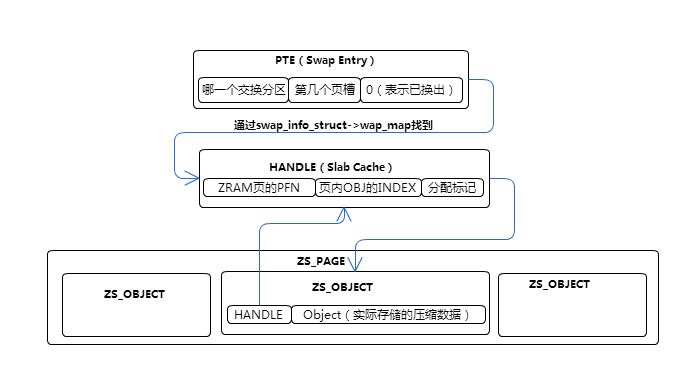 PTE（Swap Entry）
哪一个交换分区 第几个页槽 0（表示已换出）
通过swap_info_struct->wap_map找到
HANDLE（Slab Cache）
ZRAM页的PFN 页内OBJ的INDEX 分配标记
ZS_PAGE
ZS_OBJECT ZS_OBJECT ZS_OBJECT
HANDLE Object（实际存储的压缩数据）